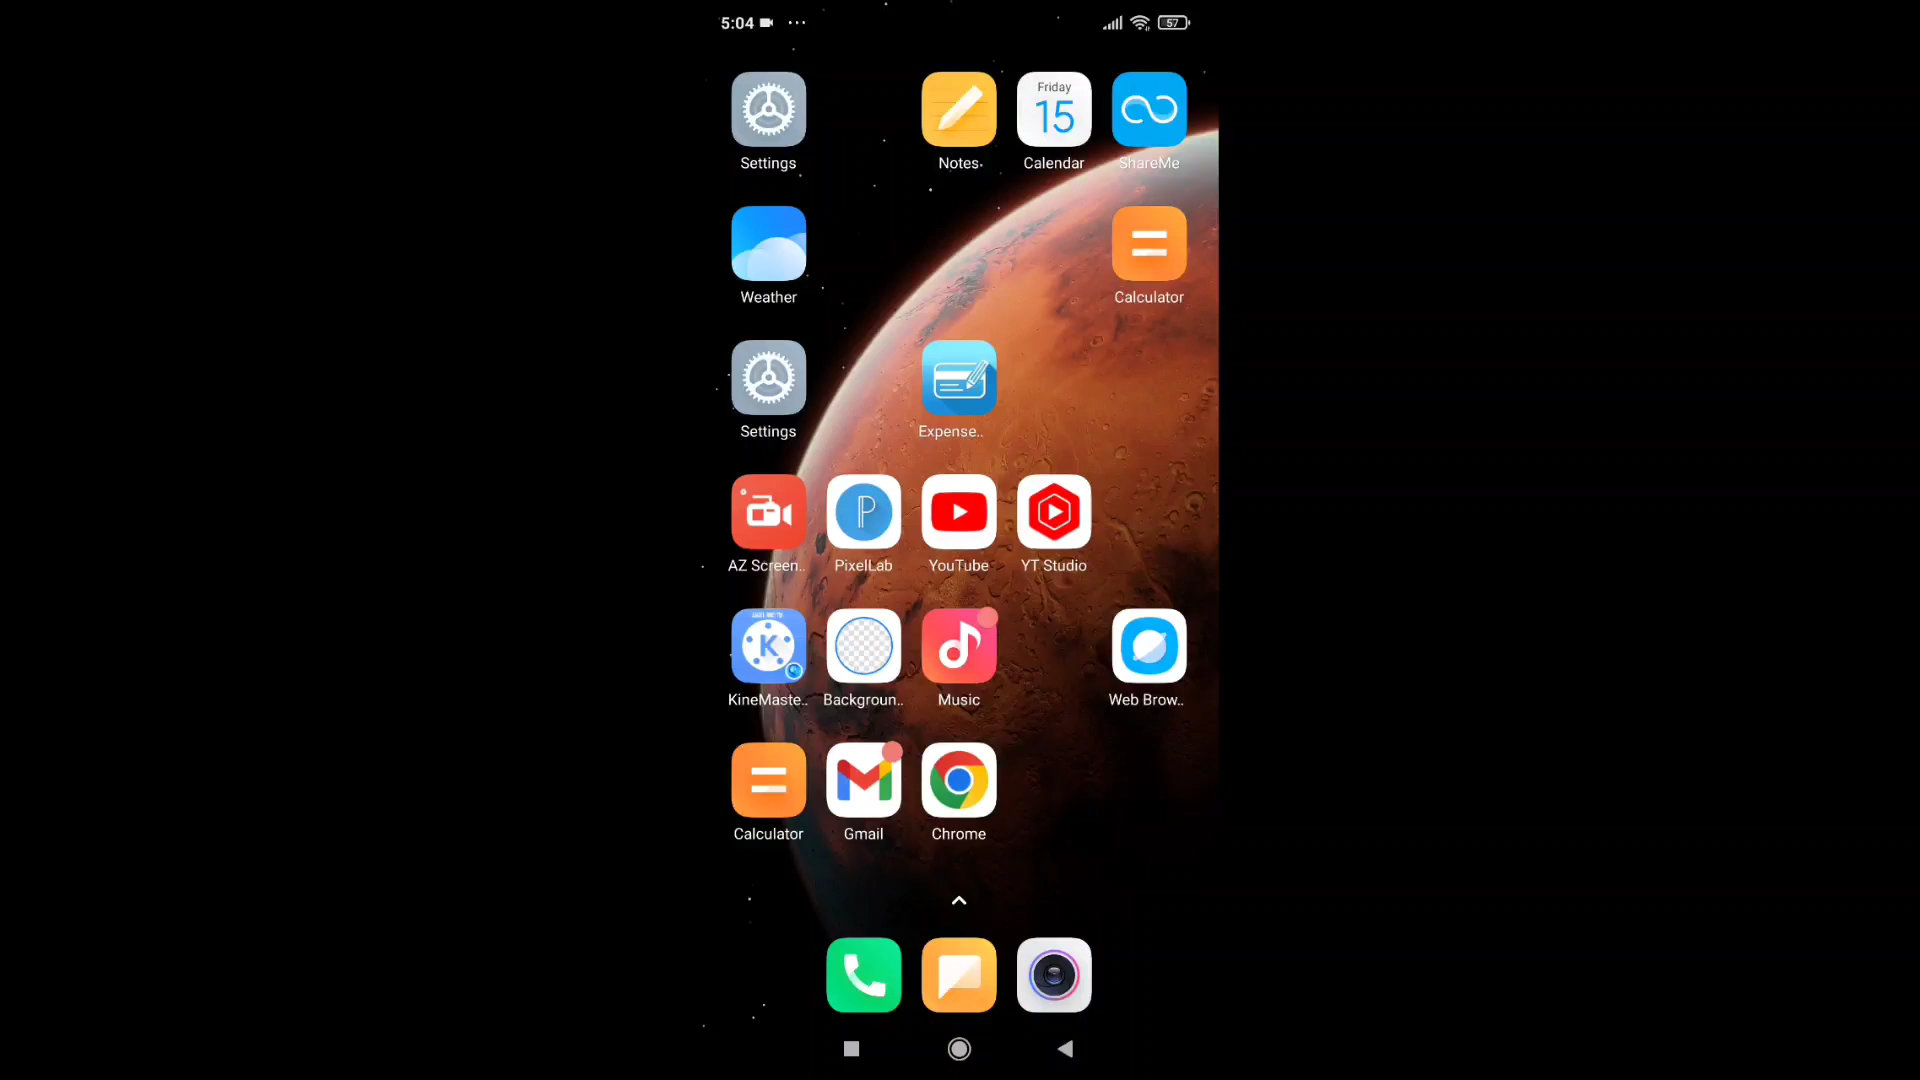 5:04
57
Friday
15
Settings
Notes
Calendar
ShareMe
Weather
Calculator
Settings
Expense..
AZ Screen..
PixelLab
YouTube
YT Studio
K
KineMaste..
Backgroun..
Music
Web Brow..
Calculator
Gmail
Chrome